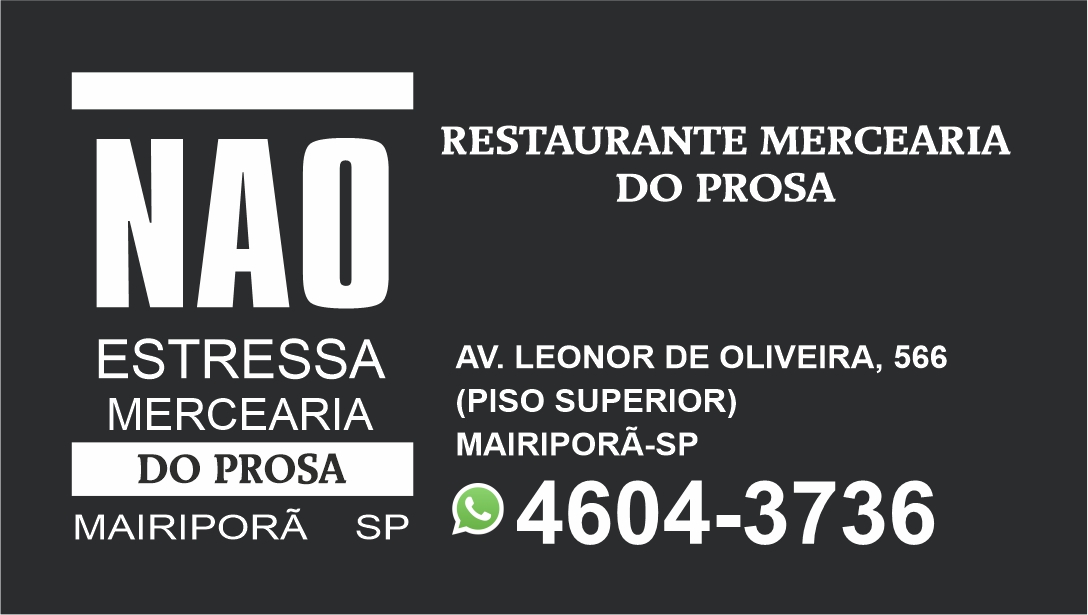 NAO
ESTRESSA
MERCEARIA
DO PROSA
MAIRIPORÃ SP
RESTAURANTE MERCEARIA
DO PROSA
AV. LEONOR DE OLIVEIRA, 566
(PISO SUPERIOR)
MAIRIPORÃ-SP
4604-3736